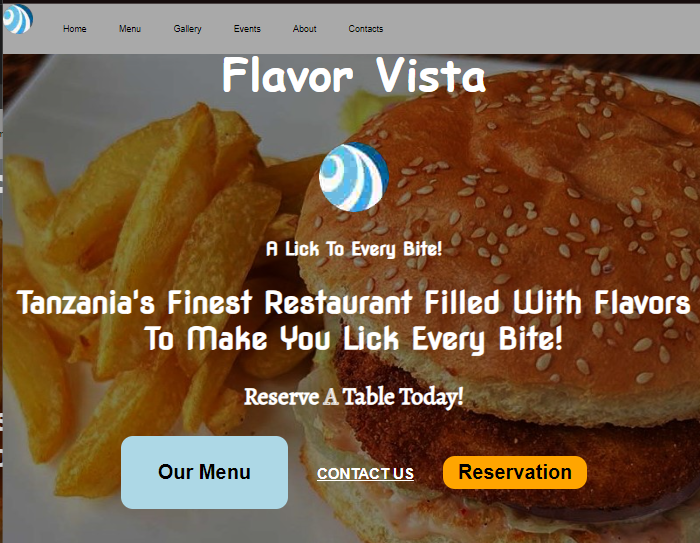 Home Menu Gallery Events About Contacts
Flavor Vista
A Lick To Every Bite!
Tanzania's Finest Restaurant Filled With Flavors
To Make You Lick Every Bite!
Reserve A Table Today!
Our Menu CONTACT US Reservation